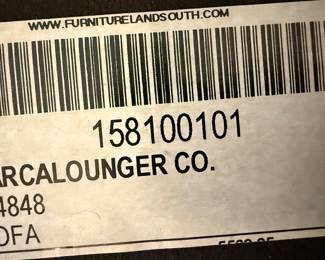 WWW.FURNITURELANDSOUTH.COM
158100101
ARCALOUNGER CO.
4848
OFA